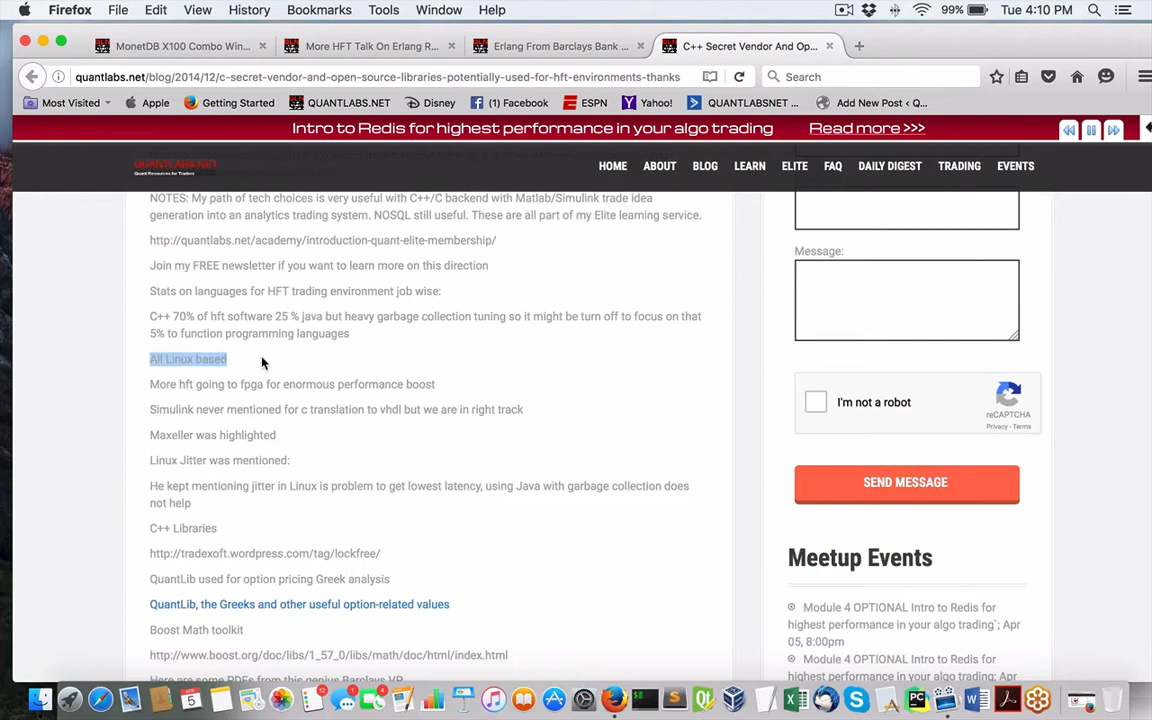 Firefox File Edit View History Bookmarks Tools Window Help 99% Tue 4:10 PM
MonetDB X100 Combo Win... More HFT Talk On Erlang R... Erlang From Barclays Bank ... C++ Secret Vendor And Op...
quantlabs.net/blog/2014/12/c-secret-vendor-and-open-source-libraries-potentially-used-for-hft-environments-thanks Search
Most Visited Apple Getting Started QUANTLABS.NET Disney (1) Facebook ESPN Yahoo! QUANTLABSNET ... Add New Post ‹ Q...
Intro to Redis for highest performance in your algo trading Read more >>>
QUANTLABS.NET
Quant Resources for Traders
HOME ABOUT BLOG LEARN ELITE FAQ DAILY DIGEST TRADING EVENTS
NOTES: My path of tech choices is very useful with C++/C backend with Matlab/Simulink trade idea
generation into an analytics trading system. NOSQL still useful. These are all part of my Elite learning service.
http://quantlabs.net/academy/introduction-quant-elite-membership/
Join my FREE newsletter if you want to learn more on this direction
Stats on languages for HFT trading environment job wise:
C++ 70% of hft software 25 % java but heavy garbage collection tuning so it might be turn off to focus on that
5% to function programming languages
All Linux based
More hft going to fpga for enormous performance boost
Simulink never mentioned for c translation to vhdl but we are in right track
Maxeller was highlighted
Linux Jitter was mentioned:
He kept mentioning jitter in Linux is problem to get lowest latency, using Java with garbage collection does
not help
C++ Libraries
http://tradexoft.wordpress.com/tag/lockfree/
QuantLib used for option pricing Greek analysis
QuantLib, the Greeks and other useful option-related values
Boost Math toolkit
http://www.boost.org/doc/libs/1_57_0/libs/math/doc/html/index.html
Here are some PDFs from this genius Barclays VP
Message:
I'm not a robot
reCAPTCHA
Privacy - Terms
SEND MESSAGE
Meetup Events
Module 4 OPTIONAL Intro to Redis for
highest performance in your algo trading`; Apr
05, 8:00pm
Module 4 OPTIONAL Intro to Redis for
highest performance in your algo trading; Apr